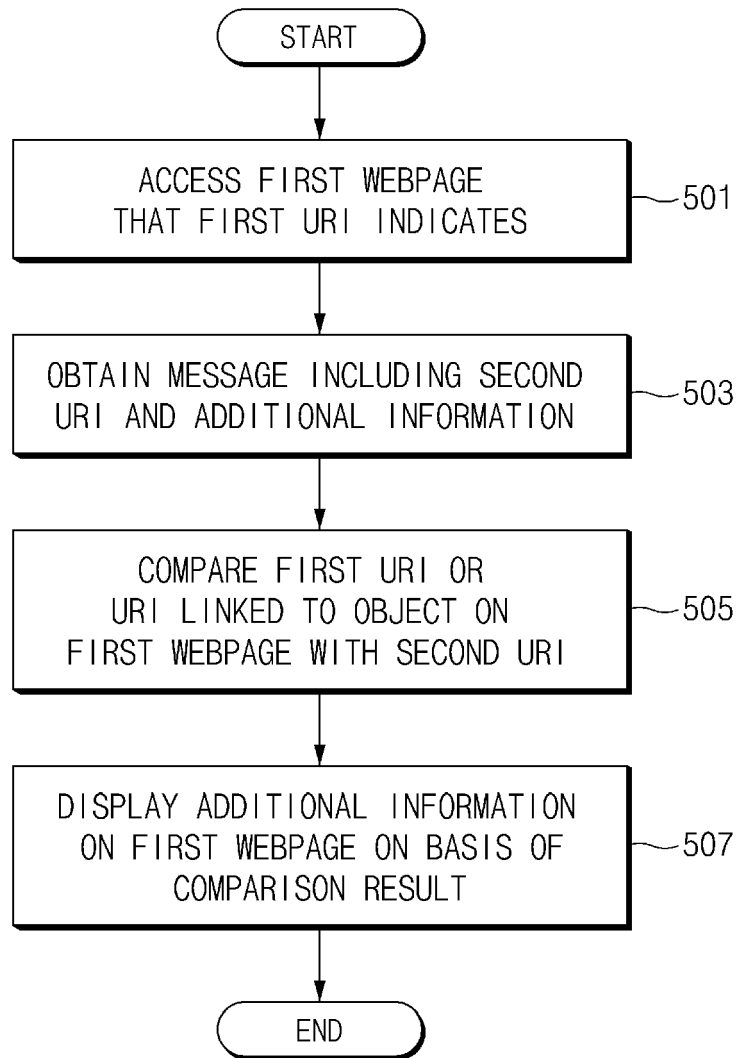 START
ACCESS FIRST WEBPAGE
THAT FIRST URI INDICATES
501
OBTAIN MESSAGE INCLUDING SECOND
URI AND ADDITIONAL INFORMATION
503
COMPARE FIRST URI OR
URI LINKED TO OBJECT ON
FIRST WEBPAGE WITH SECOND URI
505
DISPLAY ADDITIONAL INFORMATION
ON FIRST WEBPAGE ON BASIS OF
COMPARISON RESULT
507
END